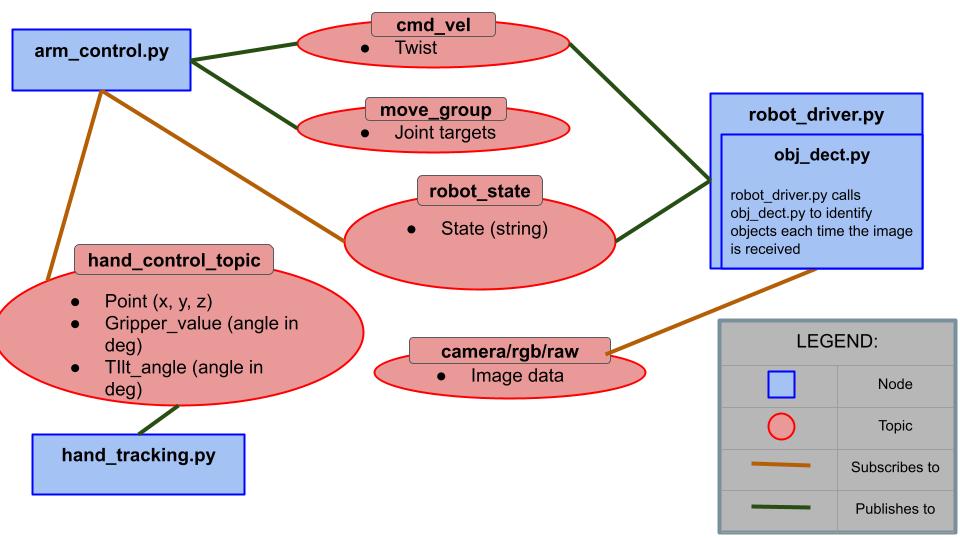 arm_control.py
cmd_vel
● Twist
move_group
● Joint targets
robot_driver.py
obj_dect.py
robot_driver.py calls
obj_dect.py to identify
objects each time the image
is received
robot_state
● State (string)
hand_control_topic
● Point (x, y, z)
● Gripper_value (angle in
deg)
● TIlt_angle (angle in
deg)
camera/rgb/raw
● Image data
hand_tracking.py
LEGEND:
Node
Topic
Subscribes to
Publishes to